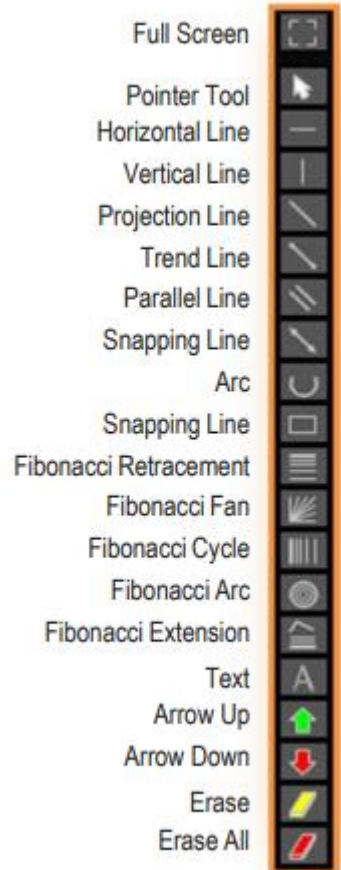 Full Screen
Pointer Tool
Horizontal Line
Vertical Line
Projection Line
Trend Line
Parallel Line
Snapping Line
Arc
Snapping Line
Fibonacci Retracement
Fibonacci Fan
Fibonacci Cycle
Fibonacci Arc
Fibonacci Extension
Text
A
Arrow Up
Arrow Down
Erase
Erase All